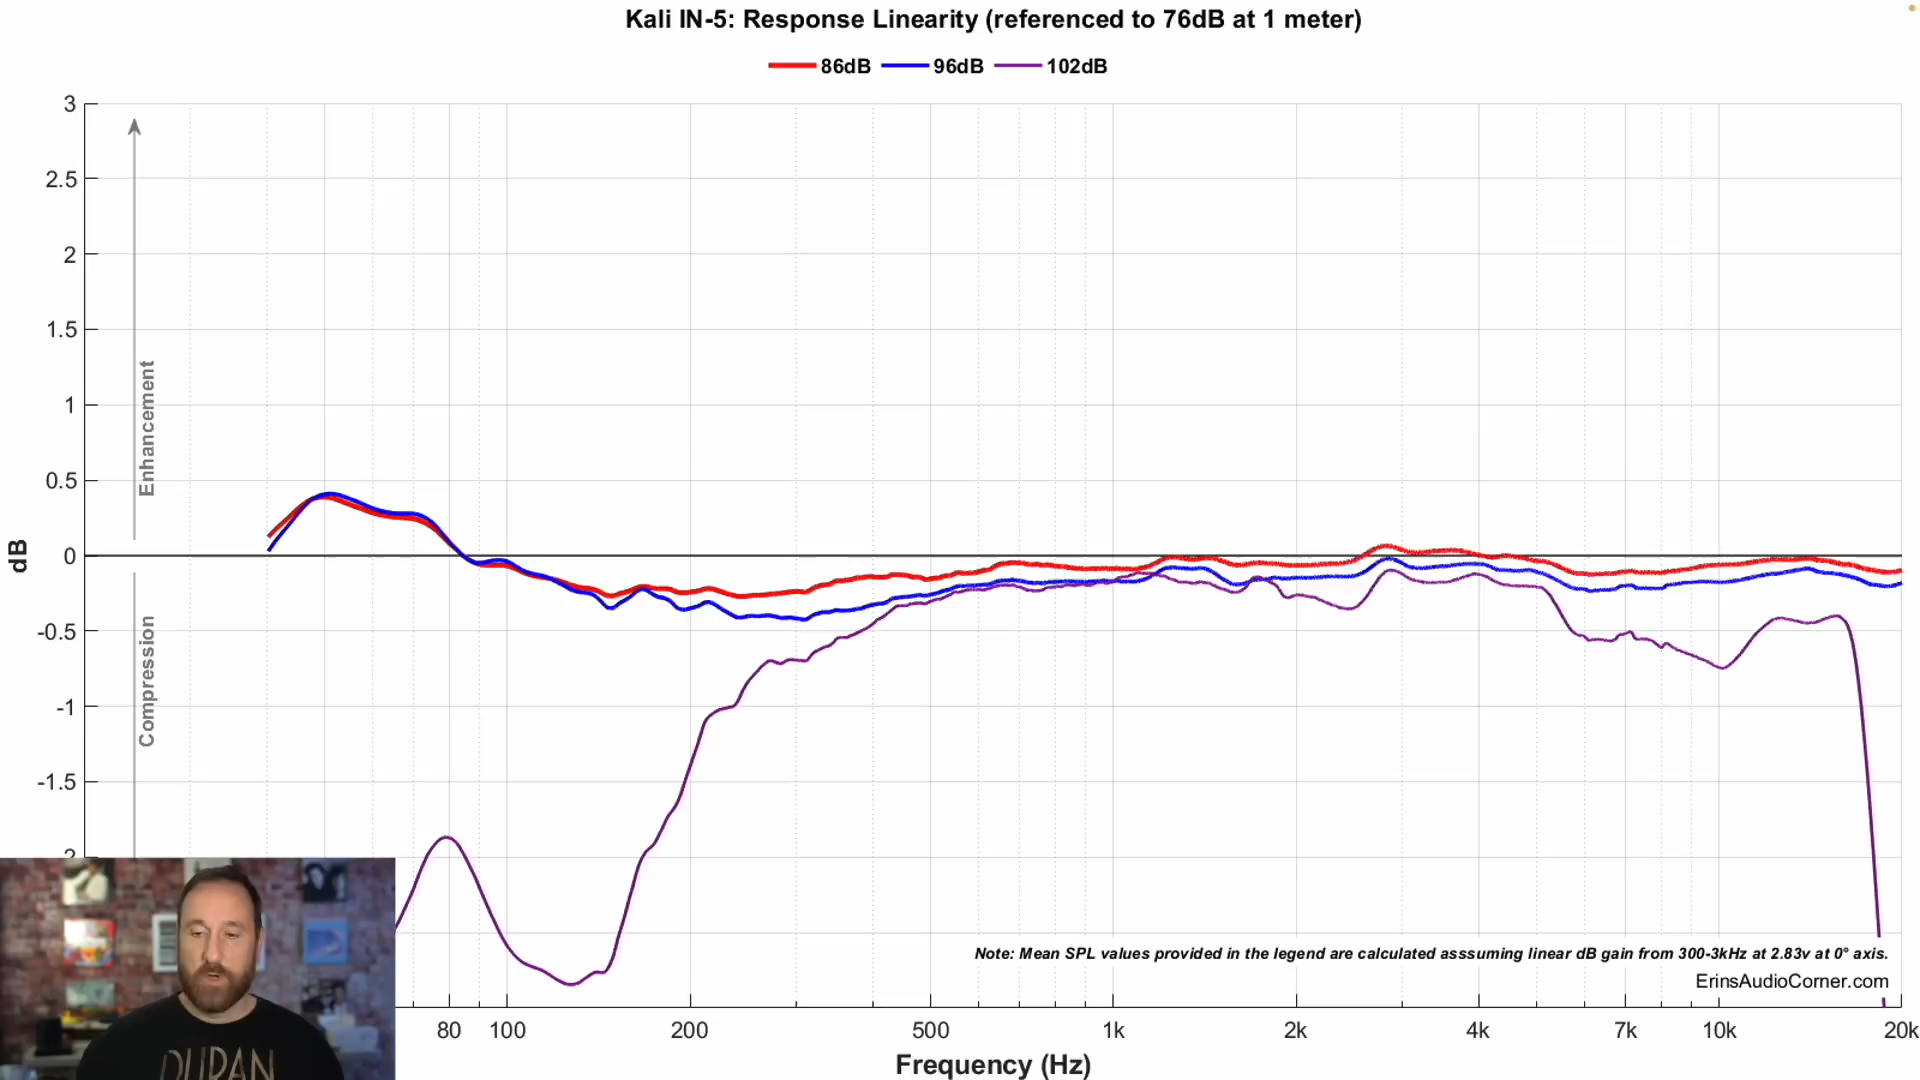 Kali IN-5: Response Linearity (referenced to 76dB at 1 meter)
86dB 96dB 102dB
3
2.5
2
1.5
1
0.5
0
-0.5
-1
-1.5
dB
Enhancement
Compression
Note: Mean SPL values provided in the legend are calculated asssuming linear dB gain from 300-3kHz at 2.83v at 0° axis.
ErinsAudioCorner.com
80 100 200 500 1k 2k 4k 7k 10k 20k
Frequency (Hz)
DURAN